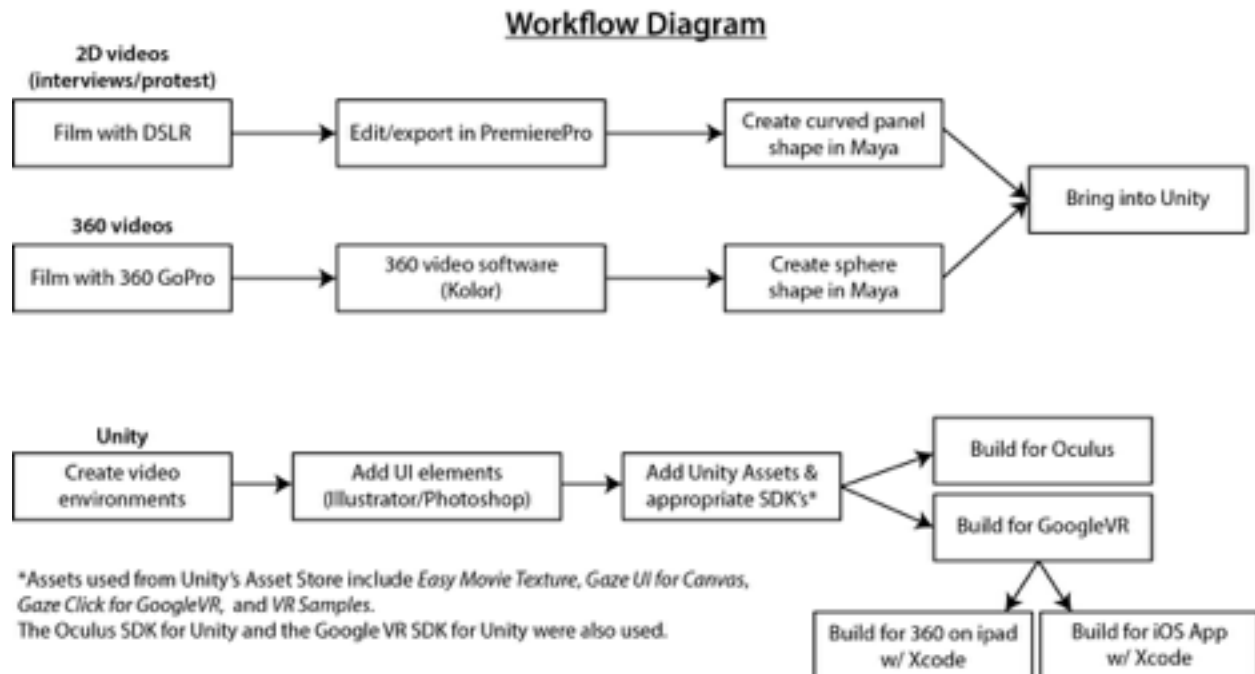 Workflow Diagram
2D videos
(interviews/protest)
Film with DSLR
Edit/export in PremierePro
Create curved panel
shape in Maya
Bring into Unity
360 videos
Film with 360 GoPro
360 video software
(Kolor)
Create sphere
shape in Maya
Unity
Create video
environments
Add UI elements
(Illustrator/Photoshop)
Add Unity Assets &
appropriate SDK's*
Build for Oculus
Build for GoogleVR
Build for 360 on ipad
w/ Xcode
Build for iOS App
w/ Xcode
*Assets used from Unity's Asset Store include Easy Movie Texture, Gaze UI for Canvas,
Gaze Click for GoogleVR, and VR Samples.
The Oculus SDK for Unity and the Google VR SDK for Unity were also used.